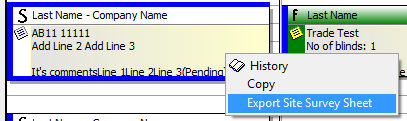 S Last Name - Company Name
AB11 11111
Add Line 2 Add Line 3
It's commentsLine 1Line 2Line 3(Pending
f Last Name
Trade Test
No of blinds: 1
History
Copy
Export Site Survey Sheet